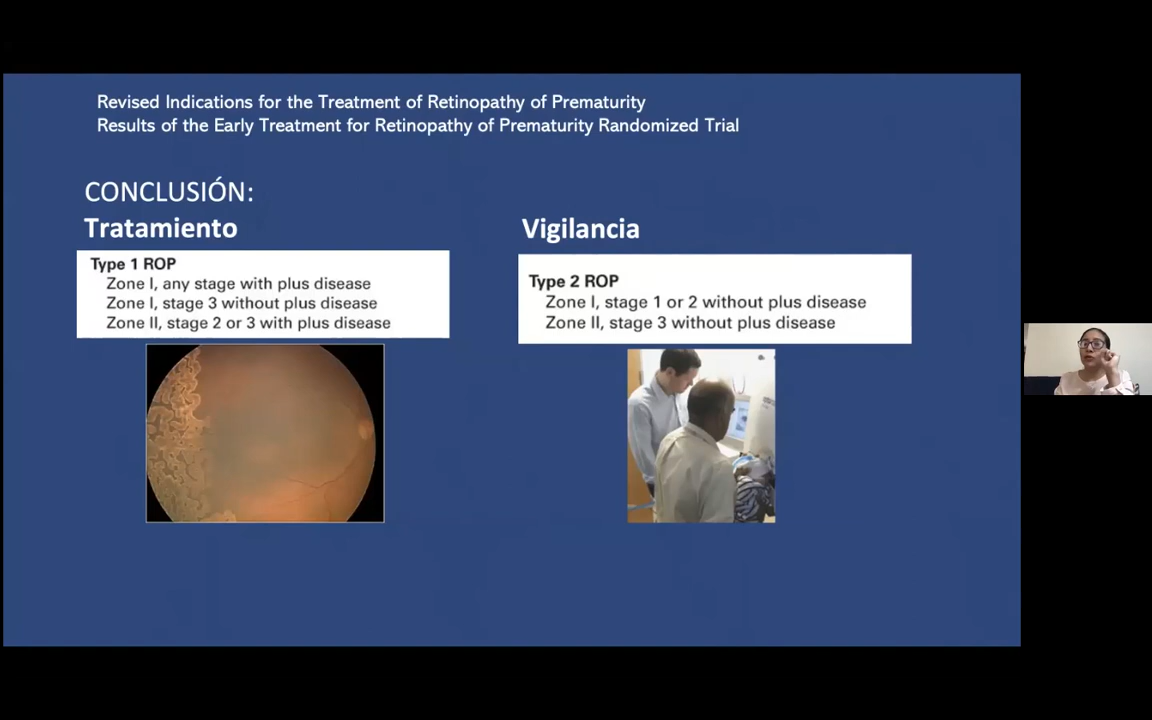 Revised Indications for the Treatment of Retinopathy of Prematurity
Results of the Early Treatment for Retinopathy of Prematurity Randomized Trial
CONCLUSIÓN:
Tratamiento
Type 1 ROP
Zone I, any stage with plus disease
Zone I, stage 3 without plus disease
Zone II, stage 2 or 3 with plus disease
Vigilancia
Type 2 ROP
Zone I, stage 1 or 2 without plus disease
Zone II, stage 3 without plus disease